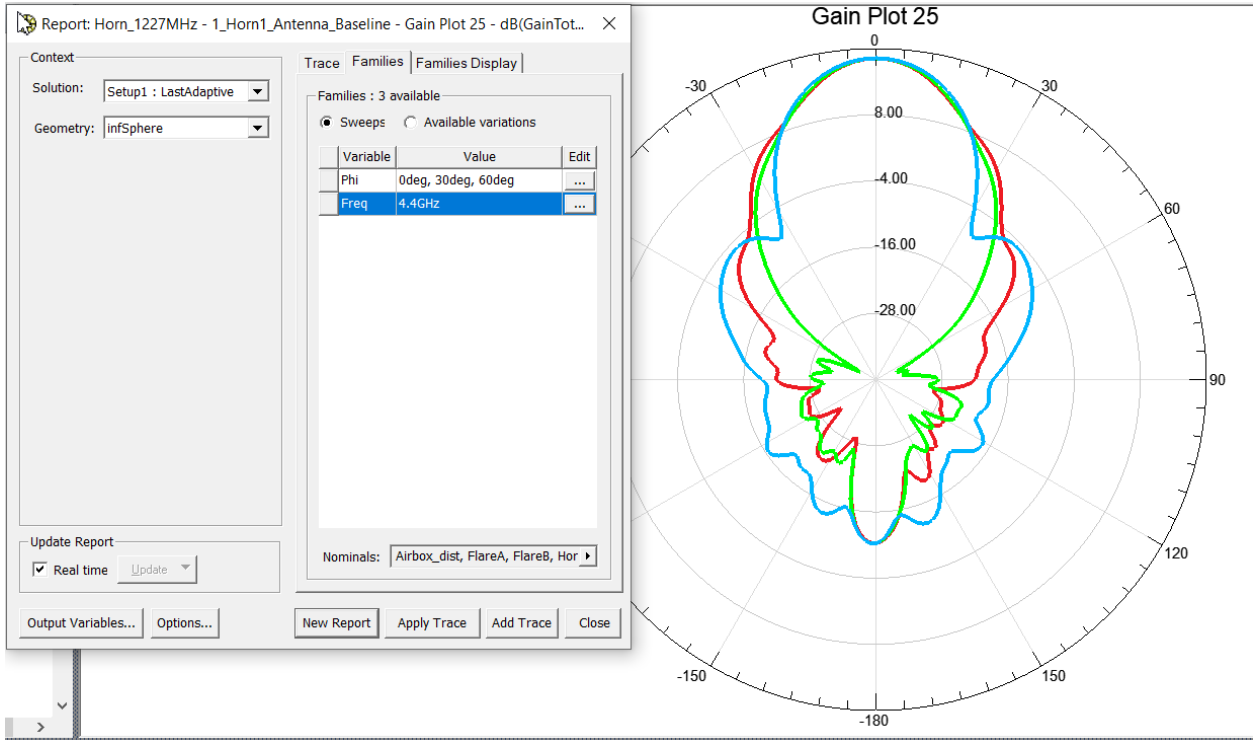 Report: Horn_1227MHz - 1_Horn1_Antenna_Baseline - Gain Plot 25 - dB(GainTot...
Context
Solution: Setup1 : LastAdaptive
Geometry: infSphere
Trace Families Families Display
Families : 3 available
Sweeps Available variations
Variable Value Edit
Phi 0deg, 30deg, 60deg ...
Freq 4.4GHz ...
Nominals: Airbox_dist, FlareA, FlareB, Hor
Update Report
Real time Update
Output Variables... Options... New Report Apply Trace Add Trace Close
Gain Plot 25
0
-30 30
8.00
-4.00
60
-16.00
-28.00
90
120
-150 150
-180